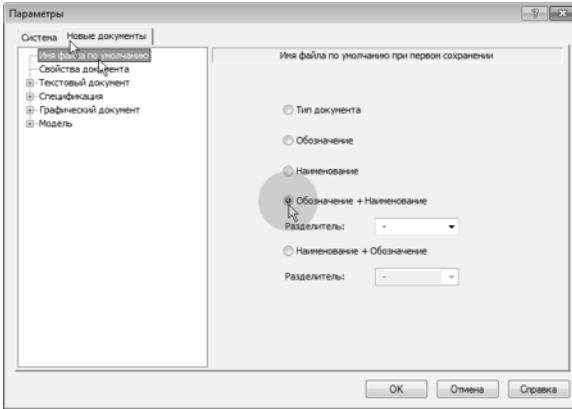 Параметры
Система Новые документы
Имя файла по умолчанию
Имя файла по умолчанию при первом сохранении
Свойства документа
Текстовый документ
Спецификация
Графический документ
Модель
Тип документа
Обозначение
Наименование
Обозначение + Наименование
Разделитель: -
Наименование + Обозначение
Разделитель: -
OK Отмена Справка